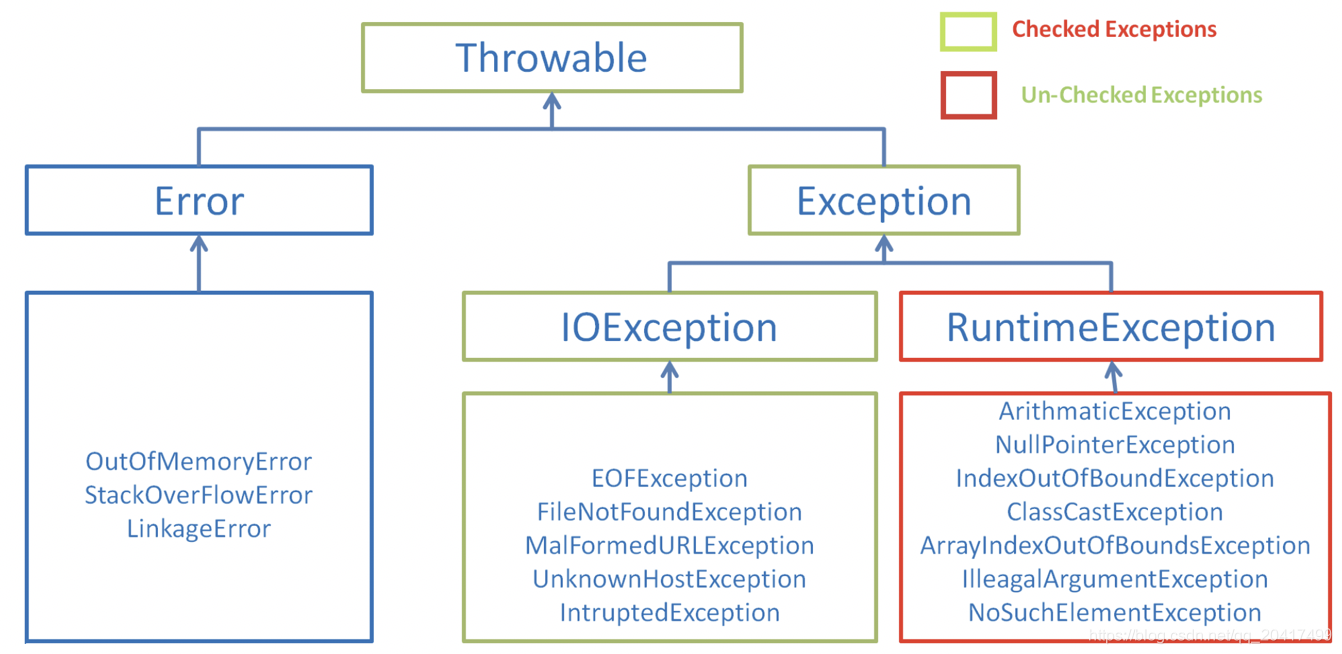 Throwable
Checked Exceptions
Un-Checked Exceptions
Error
Exception
IOException
RuntimeException
OutOfMemoryError
StackOverFlowError
LinkageError
EOFException
FileNotFoundException
MalFormedURLException
UnknownHostException
IntruptedException
ArithmaticException
NullPointerException
IndexOutOfBoundException
ClassCastException
ArrayIndexOutOfBoundsException
IlleagalArgumentException
NoSuchElementException
https://blog.csdn.net/qq_20417499